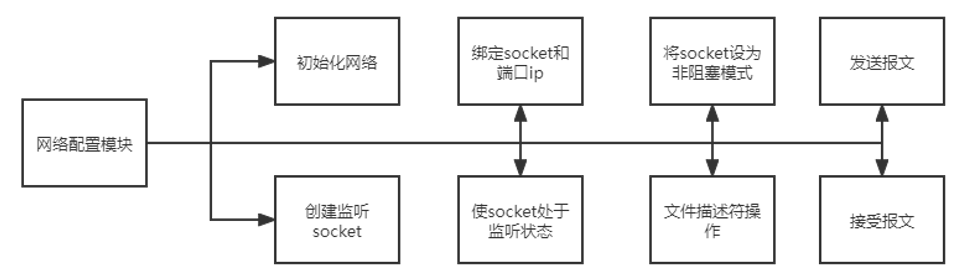 网络配置模块
初始化网络
绑定socket和
端口ip
将socket设为
非阻塞模式
发送报文
创建监听
socket
使socket处于
监听状态
文件描述符操
作
接受报文